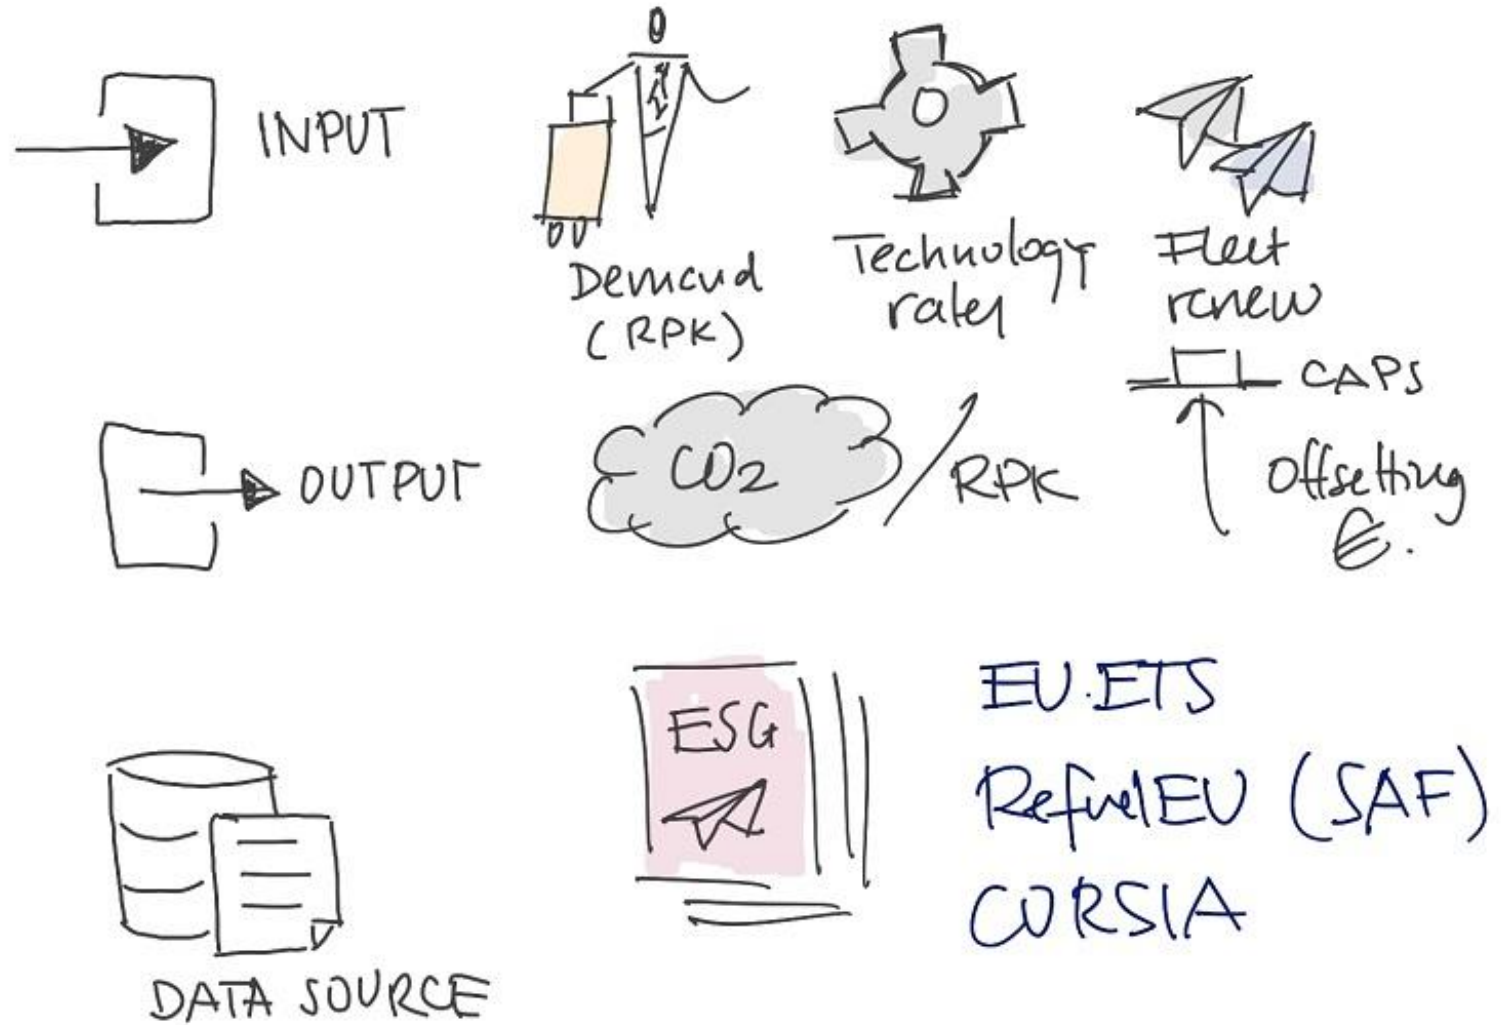 INPUT
Demand
(RPK)
Technology
rates
Fleet
renew
OUTPUT
CO2
/ RPK
CAPS
Offsetting
€.
DATA SOURCE
ESG
EU.ETS
RefuelEU (SAF)
CORSIA